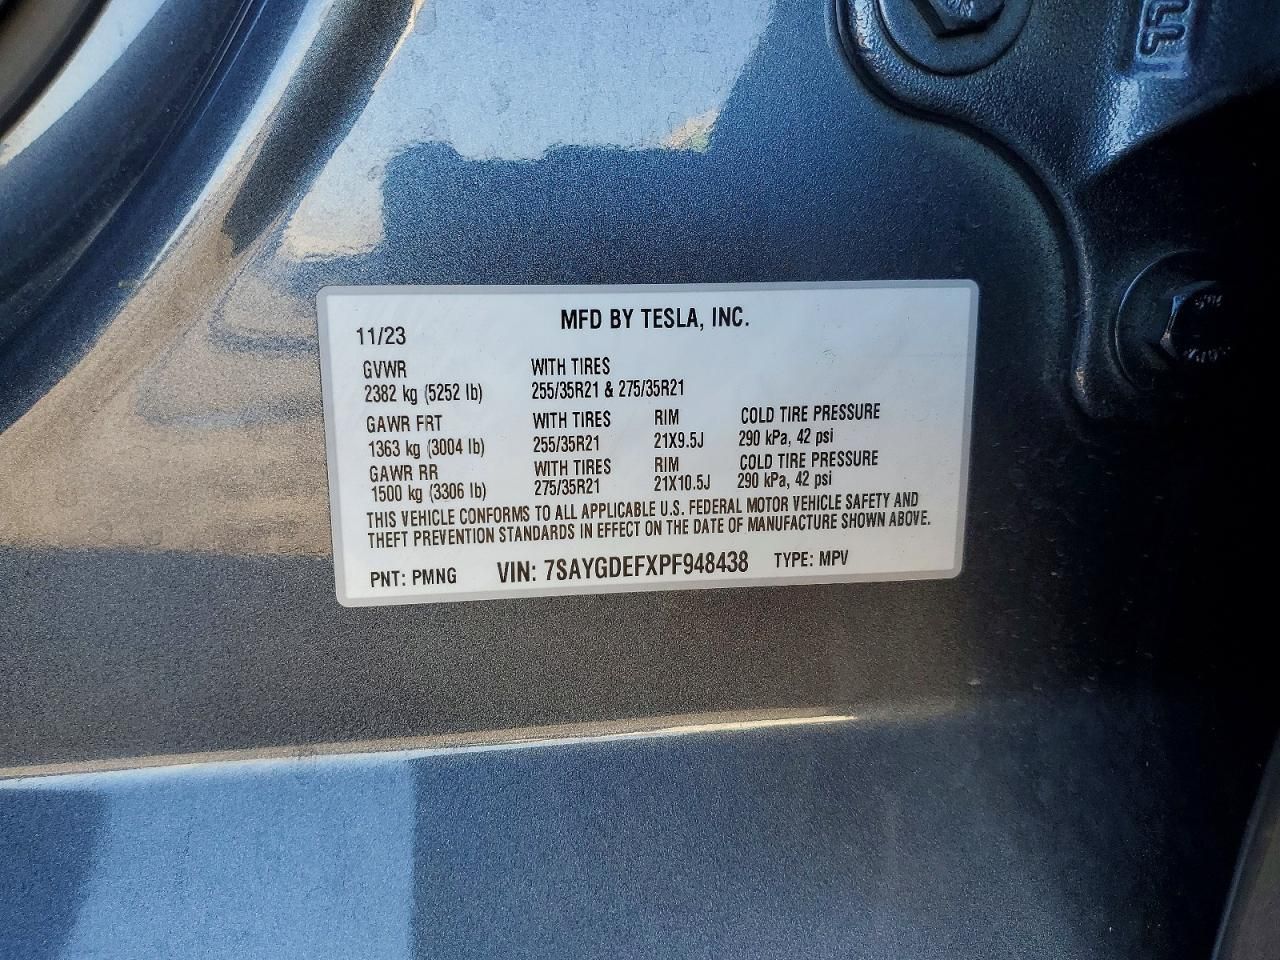 MFD BY TESLA, INC.
11/23
GVWR WITH TIRES
2382 kg (5252 lb) 255/35R21 & 275/35R21
GAWR FRT WITH TIRES RIM COLD TIRE PRESSURE
1363 kg (3004 lb) 255/35R21 21X9.5J 290 kPa, 42 psi
GAWR RR WITH TIRES RIM COLD TIRE PRESSURE
1500 kg (3306 lb) 275/35R21 21X10.5J 290 kPa, 42 psi
THIS VEHICLE CONFORMS TO ALL APPLICABLE U.S. FEDERAL MOTOR VEHICLE SAFETY AND
THEFT PREVENTION STANDARDS IN EFFECT ON THE DATE OF MANUFACTURE SHOWN ABOVE.
PNT: PMNG VIN: 7SAYGDEFXPF948438 TYPE: MPV